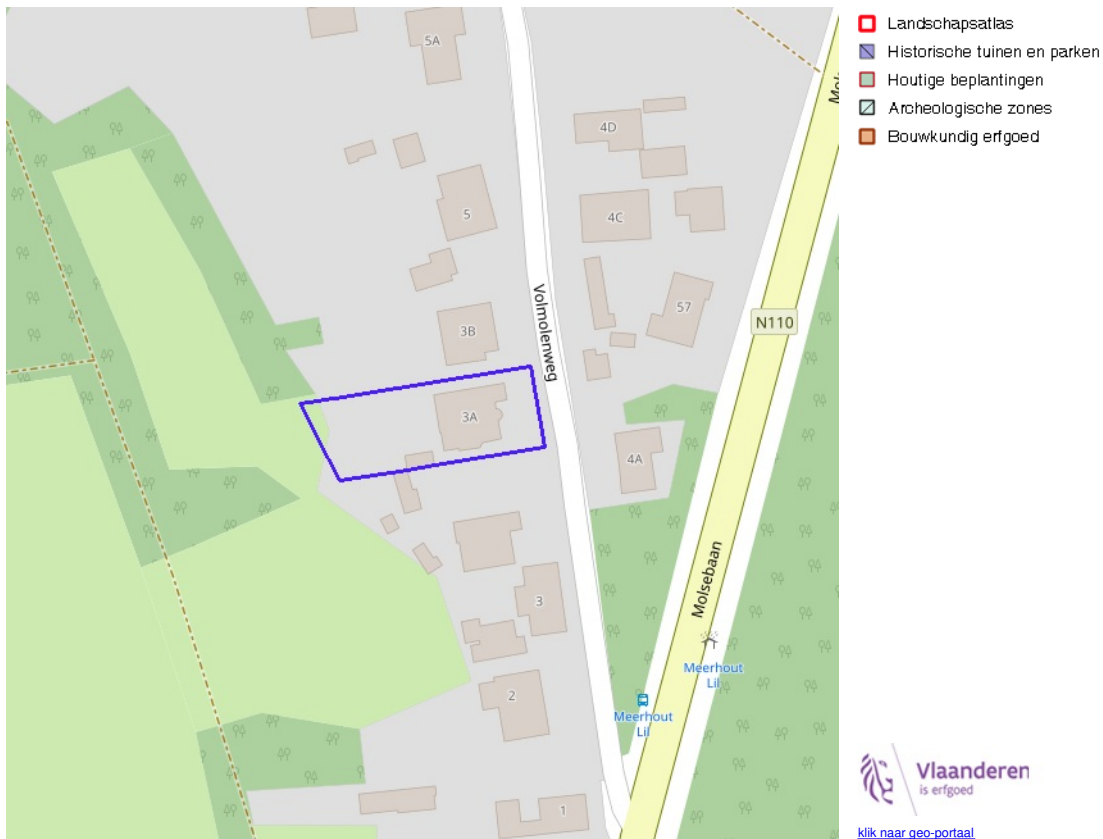 5A
4D
5
4C
Volmolenweg
57
3B
N110
3A
4A
Molsebaan
3
Meerhout
Lil
2
Meerhout
Lil
1
Landschapsatlas
Historische tuinen en parken
Houtige beplantingen
Archeologische zones
Bouwkundig erfgoed
Vlaanderen
is erfgoed
klik naar geo-portaal